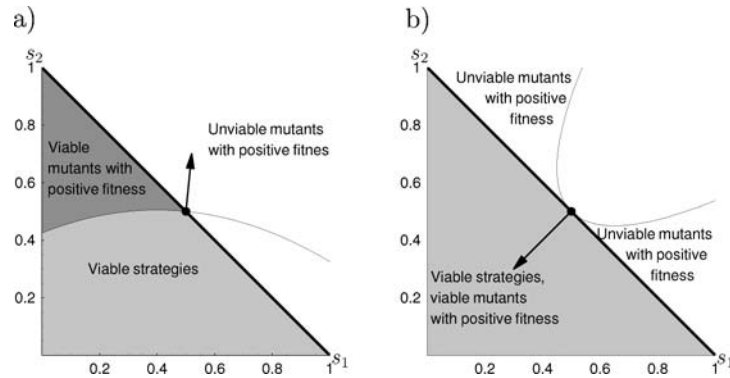 a)
s2
1
0.8
0.6
0.4
0.2
0.2 0.4 0.6 0.8 1 s1
Viable
mutants with
positive fitness
Unviable mutants
with positive fitnes
Viable strategies
b)
s2
1
0.8
0.6
0.4
0.2
0.2 0.4 0.6 0.8 1 s1
Unviable mutants
with positive
fitness
Unviable mutants
with positive
fitness
Viable strategies,
viable mutants
with positive fitness